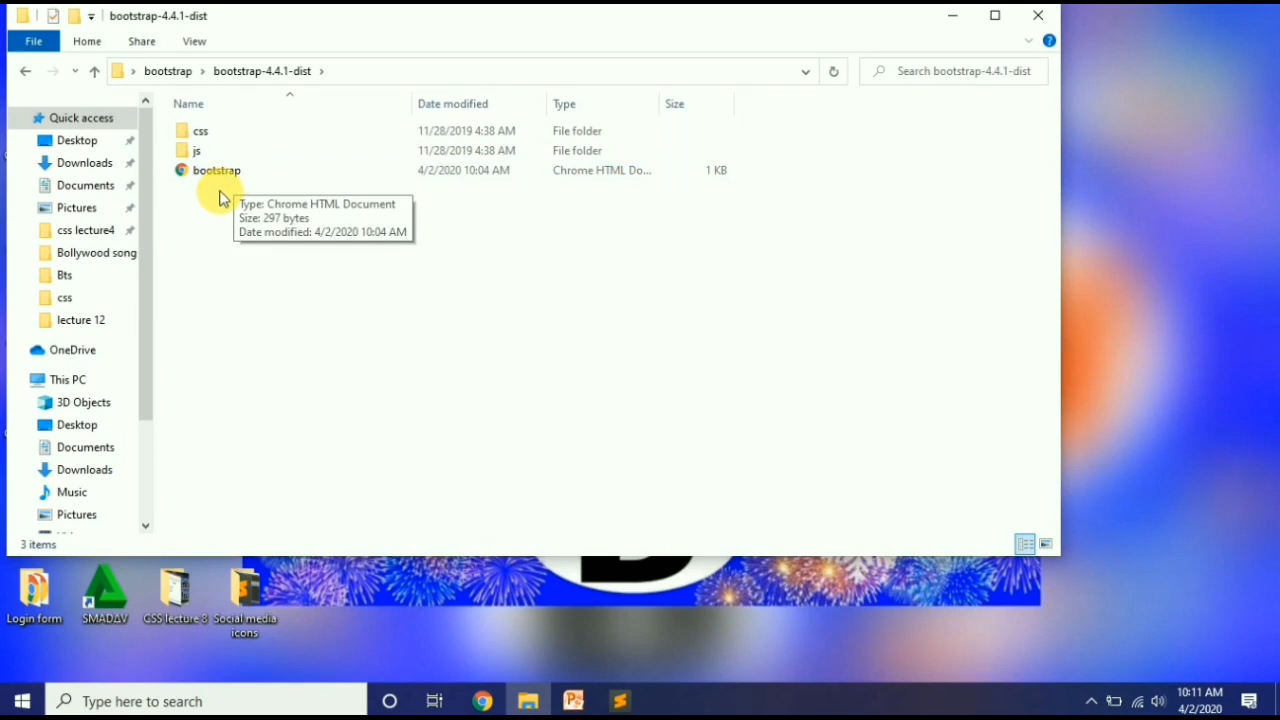 bootstrap-4.4.1-dist
File Home Share View
bootstrap bootstrap-4.4.1-dist Search bootstrap-4.4.1-dist
Name Date modified Type Size
Quick access
Desktop
Downloads
Documents
Pictures
css lecture4
Bollywood song
Bts
css
lecture 12
OneDrive
This PC
3D Objects
Desktop
Documents
Downloads
Music
Pictures
css 11/28/2019 4:38 AM File folder
js 11/28/2019 4:38 AM File folder
bootstrap 4/2/2020 10:04 AM Chrome HTML Do... 1 KB
Type: Chrome HTML Document
Size: 297 bytes
Date modified: 4/2/2020 10:04 AM
3 items
Login form
SMADΔV
CSS lecture 8
Social media
icons
Type here to search
10:11 AM
4/2/2020